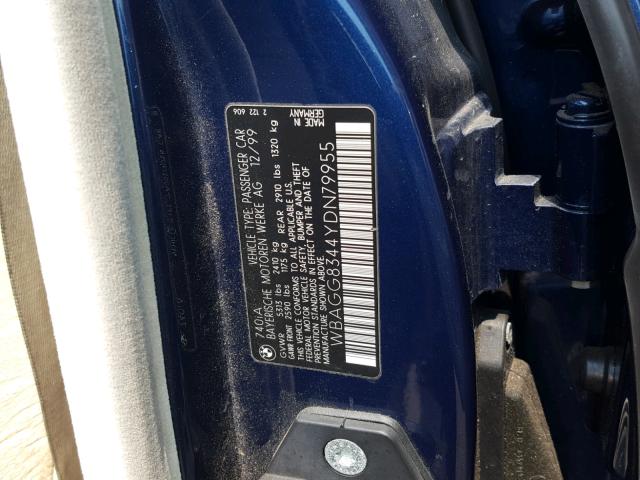 740iA VEHICLE TYPE: PASSENGER CAR
BAYERISCHE MOTOREN WERKE AG 12/99
GVWR 5313 lbs 2410 kg
GAWR FRONT 2590 lbs 1175 kg REAR 2910 lbs 1320 kg
THIS VEHICLE CONFORMS TO ALL APPLICABLE U.S.
FEDERAL MOTOR VEHICLE SAFETY, BUMPER AND THEFT
PREVENTION STANDARDS IN EFFECT ON THE DATE OF
MANUFACTURE SHOWN ABOVE.
WBAGG8344YDN79955
2 122 606
MADE IN
GERMANY